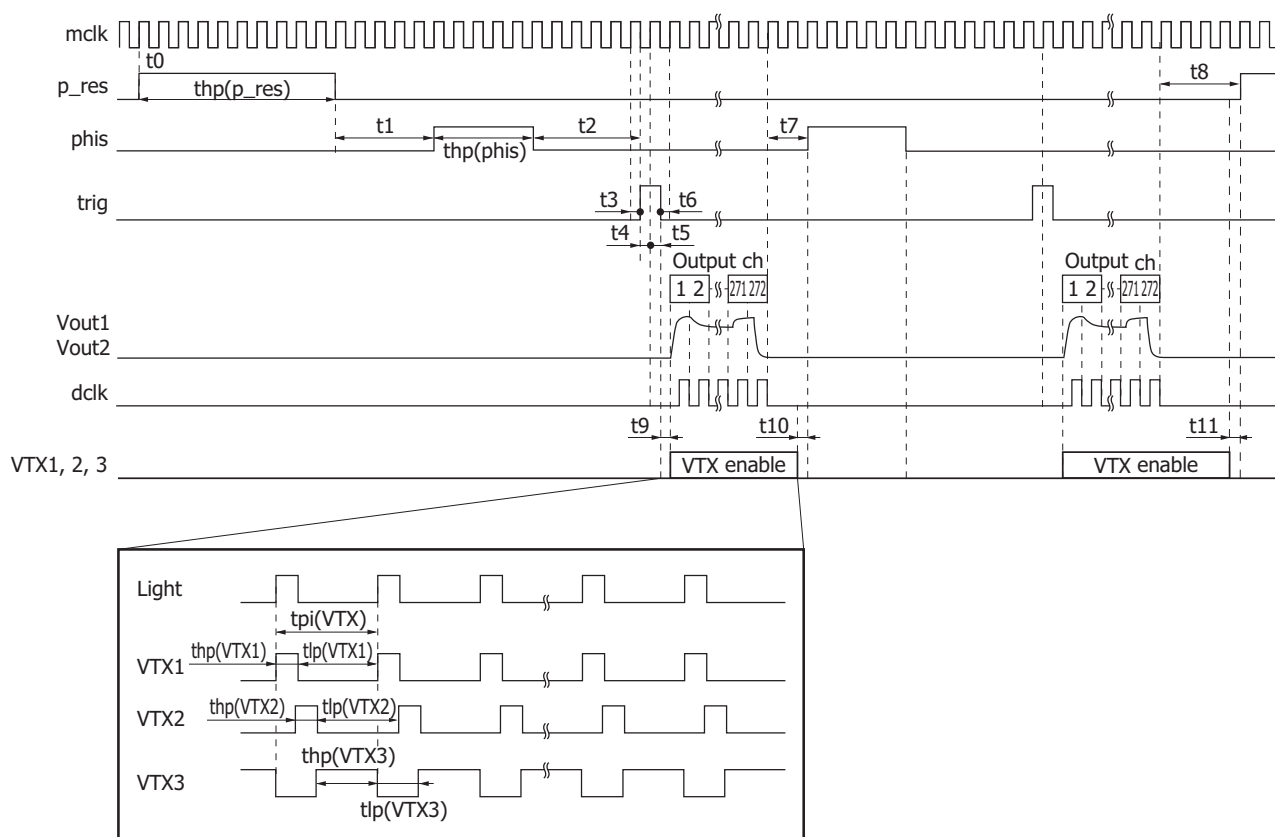 mclk
t0
p_res
thp(p_res)
t8
t1
t2
t7
phis
thp(phis)
trig
t3
t6
t4
t5
Output ch
Output ch
1 2
271 272
1 2
271 272
Vout1
Vout2
dclk
t9
t10
t11
VTX1, 2, 3
VTX enable
VTX enable
Light
tpi(VTX)
thp(VTX1)
tlp(VTX1)
VTX1
thp(VTX2)
tlp(VTX2)
VTX2
thp(VTX3)
VTX3
tlp(VTX3)